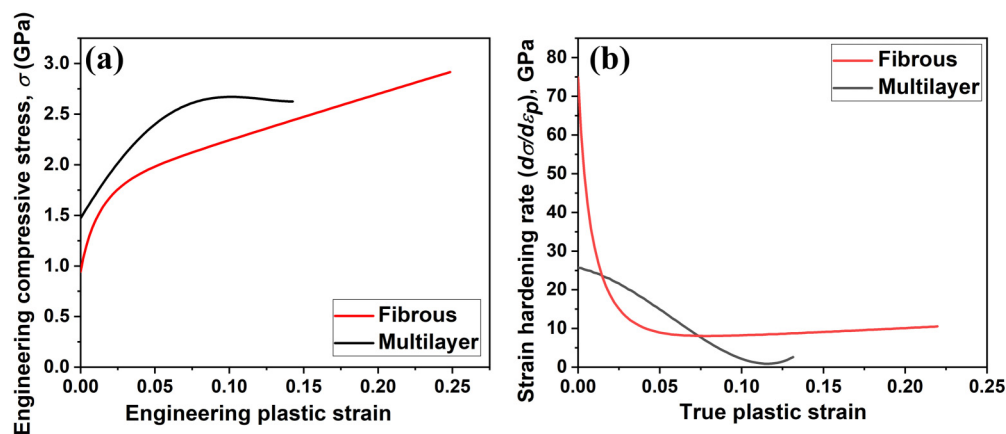 (a)
Engineering compressive stress, σ (GPa)
3.0
2.5
2.0
1.5
1.0
0.5
0.0
0.00 0.05 0.10 0.15 0.20 0.25
Engineering plastic strain
Fibrous
Multilayer
(b)
Strain hardening rate (dσ/dεp), GPa
80
70
60
50
40
30
20
10
0
0.00 0.05 0.10 0.15 0.20 0.25
True plastic strain
Fibrous
Multilayer